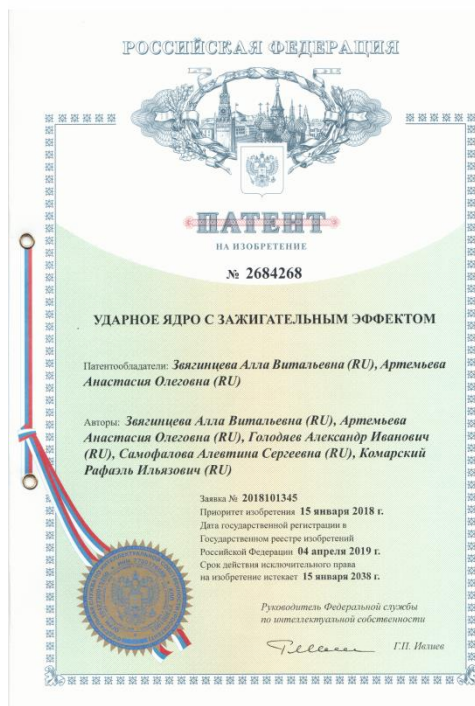 РОССИЙСКАЯ ФЕДЕРАЦИЯ
ПАТЕНТ
НА ИЗОБРЕТЕНИЕ
№ 2684268
УДАРНОЕ ЯДРО С ЗАЖИГАТЕЛЬНЫМ ЭФФЕКТОМ
Патентообладатели: Звягинцева Алла Витальевна (RU), Артемьева
Анастасия Олеговна (RU)
Авторы: Звягинцева Алла Витальевна (RU), Артемьева
Анастасия Олеговна (RU), Голодяев Александр Иванович
(RU), Самофалова Алевтина Сергеевна (RU), Комарский
Рафаэль Ильязович (RU)
Заявка № 2018101345
Приоритет изобретения 15 января 2018 г.
Дата государственной регистрации в
Государственном реестре изобретений
Российской Федерации 04 апреля 2019 г.
Срок действия исключительного права
на изобретение истекает 15 января 2038 г.
Руководитель Федеральной службы
по интеллектуальной собственности
Г.П. Ивлиев